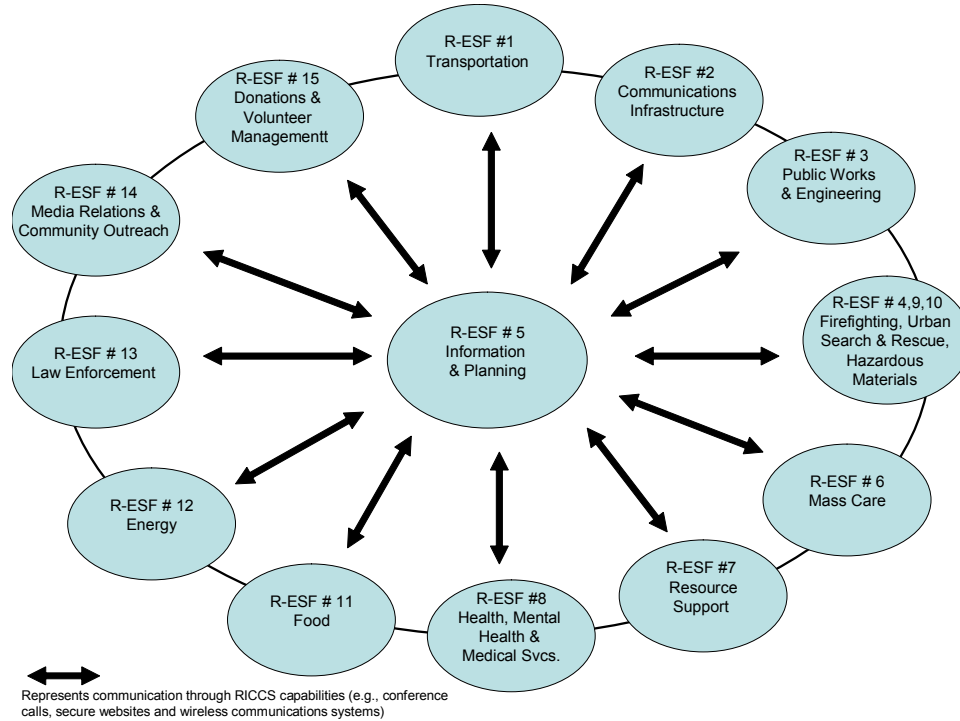 R-ESF #1
Transportation
R-ESF #2
Communications
Infrastructure
R-ESF # 3
Public Works
& Engineering
R-ESF # 4,9,10
Firefighting, Urban
Search & Rescue,
Hazardous
Materials
R-ESF # 6
Mass Care
R-ESF #7
Resource
Support
R-ESF #8
Health, Mental
Health &
Medical Svcs.
R-ESF # 11
Food
R-ESF # 12
Energy
R-ESF # 13
Law Enforcement
R-ESF # 14
Media Relations &
Community Outreach
R-ESF # 15
Donations &
Volunteer
Managementt
R-ESF # 5
Information
& Planning
Represents communication through RICCS capabilities (e.g., conference
calls, secure websites and wireless communications systems)